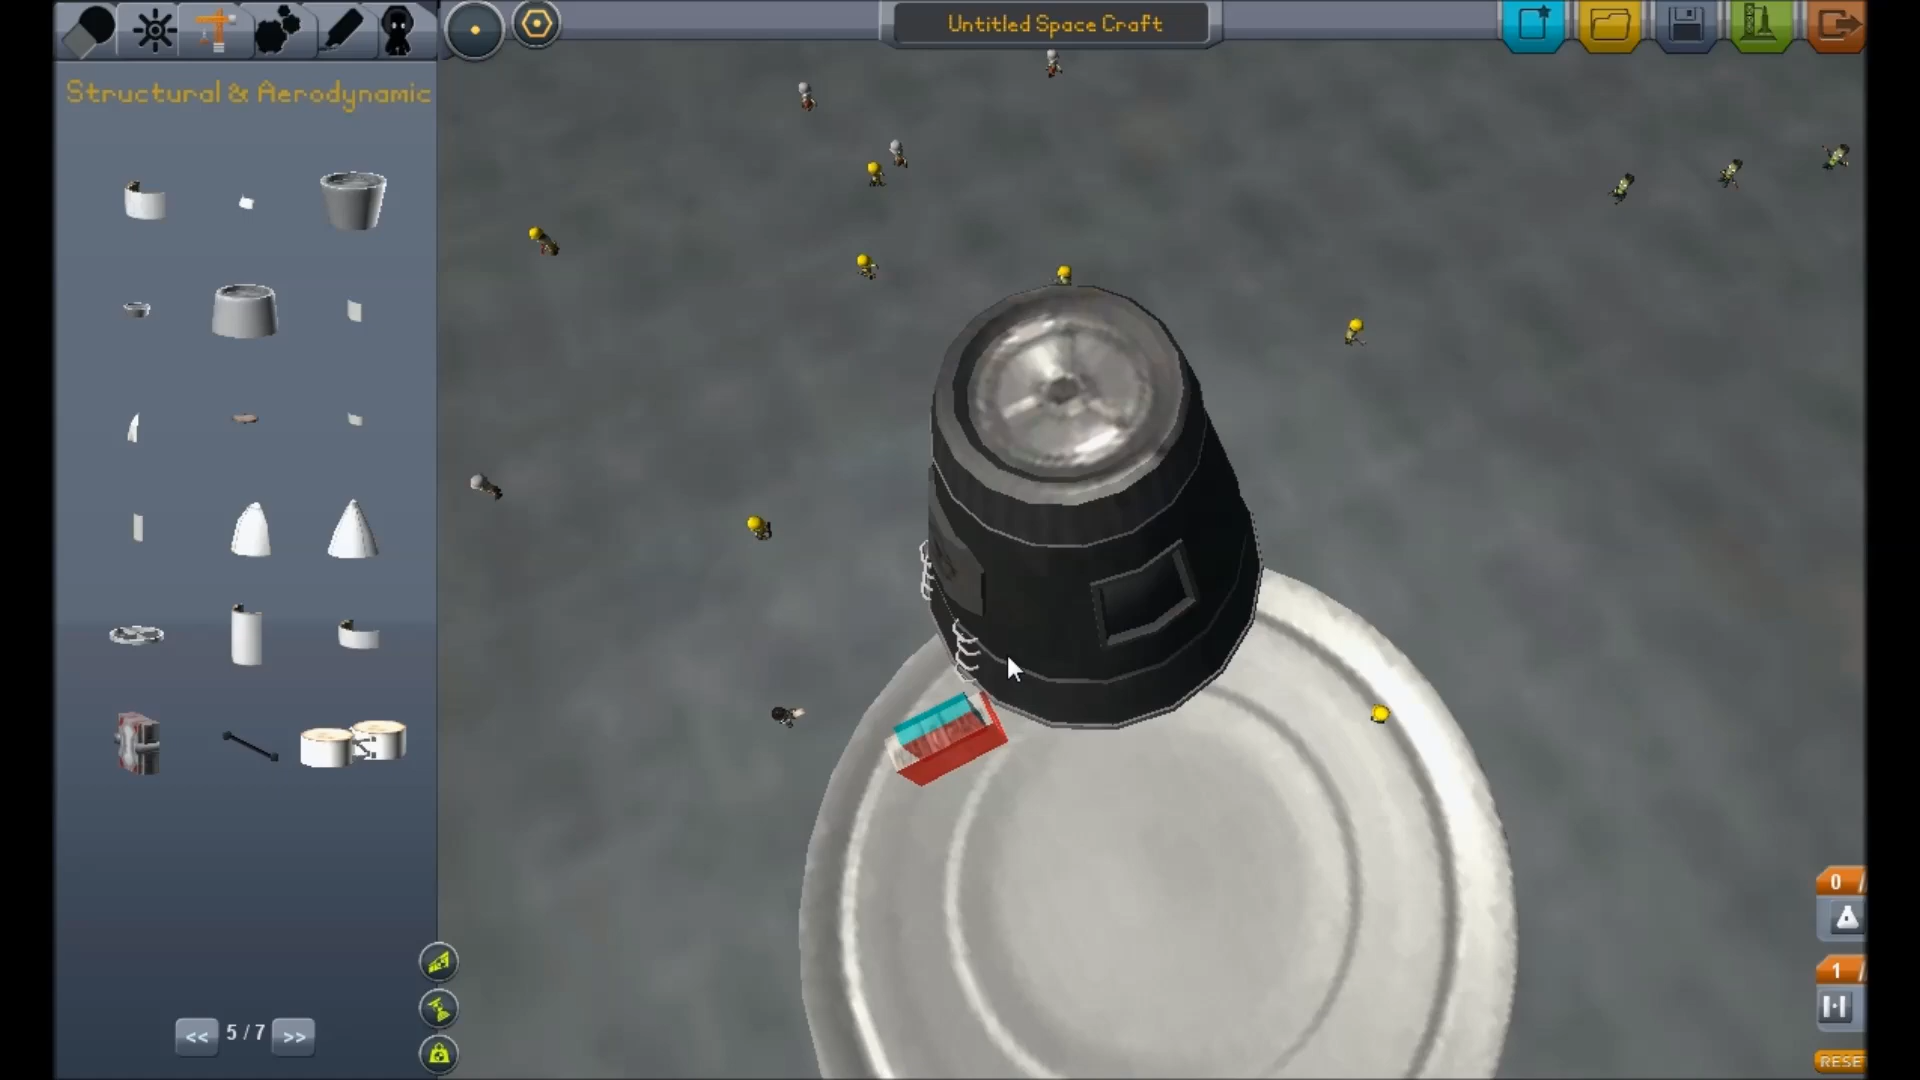 Untitled Space Craft
Structural & Aerodynamic
0 /
1 /
<< 5 / 7 >>
RESE